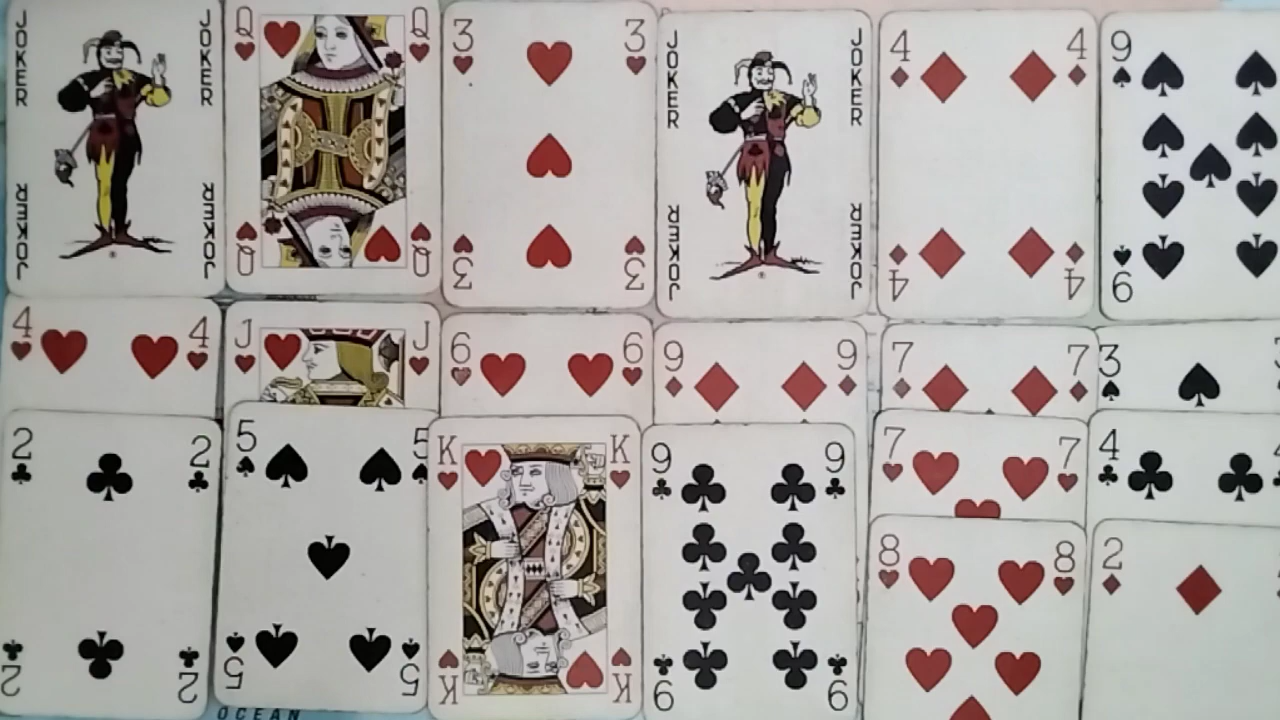 JOKER JOKER Q Q 3 3 JOKER JOKER 4 4 9
JOKER JOKER Q Q 3 3 JOKER JOKER 4 4 9
4 4 J J 6 6 9 9 7 7 3
2 2 5 5 K K 9 9 7 7 4
8 8 2
2 2 5 5 K K 9 9
OCEAN